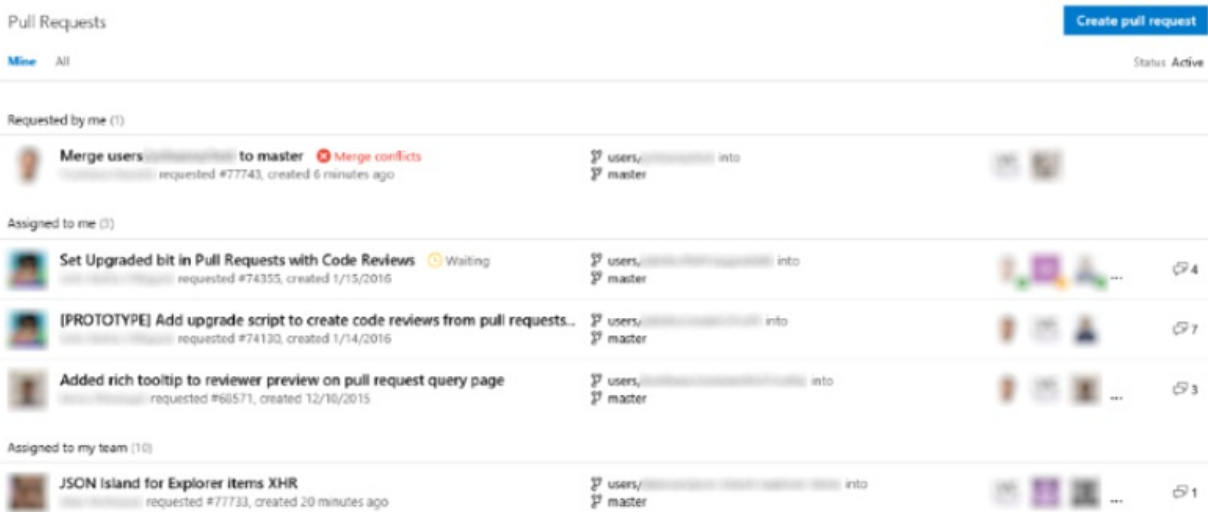 Pull Requests
Create pull request
Mine All
Status Active
Requested by me (1)
Merge users to master Merge conflicts
requested #77743, created 6 minutes ago
users/ into
master
Assigned to me (3)
Set Upgraded bit in Pull Requests with Code Reviews Waiting
requested #74355, created 1/15/2016
users/ into
master
... 4
[PROTOTYPE] Add upgrade script to create code reviews from pull requests...
requested #74130, created 1/14/2016
users/ into
master
7
Added rich tooltip to reviewer preview on pull request query page
requested #68571, created 12/10/2015
users/ into
master
... 3
Assigned to my team (10)
JSON Island for Explorer items XHR
requested #77733, created 20 minutes ago
users/ into
master
... 1